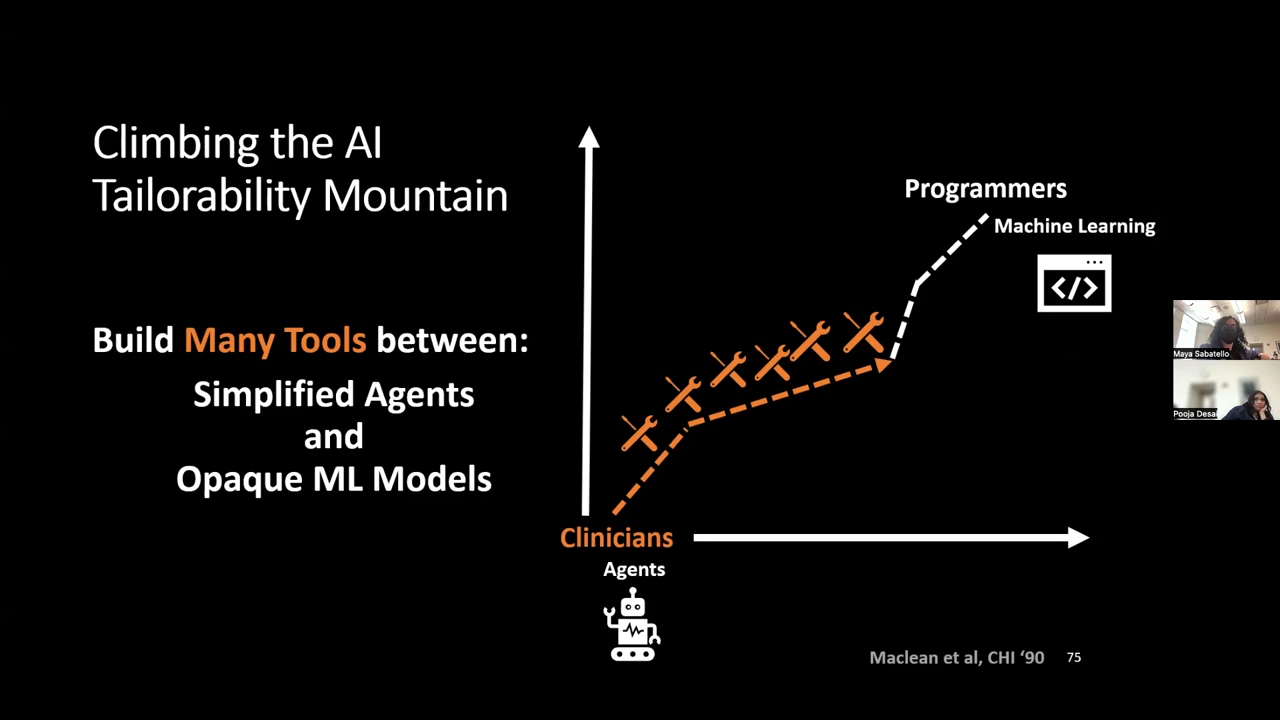 Climbing the AI
Tailorability Mountain
Build Many Tools between:
Simplified Agents
and
Opaque ML Models
Programmers
Machine Learning
</>
Clinicians
Agents
Maclean et al, CHI ‘90
75
Maya Sabatello
Pooja Desai